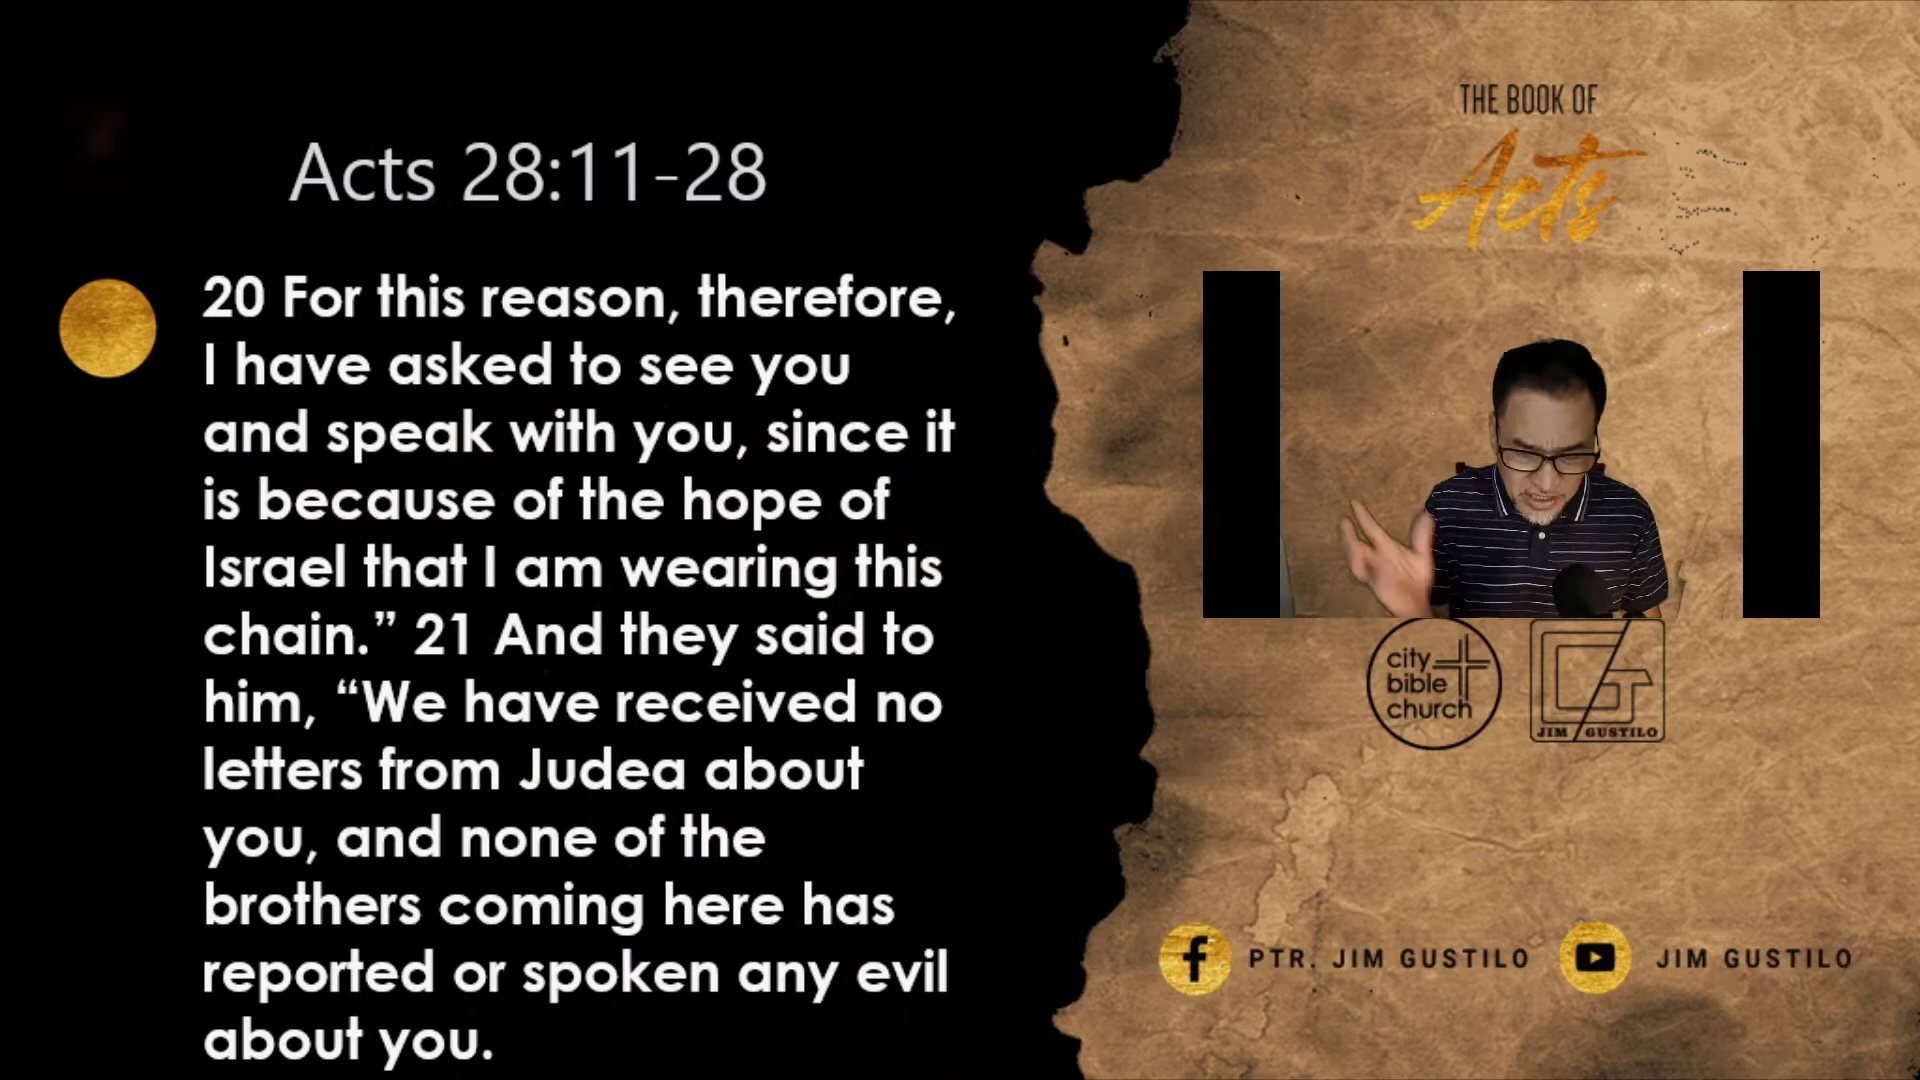 Acts 28:11-28
20 For this reason, therefore,
I have asked to see you
and speak with you, since it
is because of the hope of
Israel that I am wearing this
chain.” 21 And they said to
him, “We have received no
letters from Judea about
you, and none of the
brothers coming here has
reported or spoken any evil
about you.
THE BOOK OF
Acts
city
bible
church
JIM GUSTILO
PTR. JIM GUSTILO
JIM GUSTILO